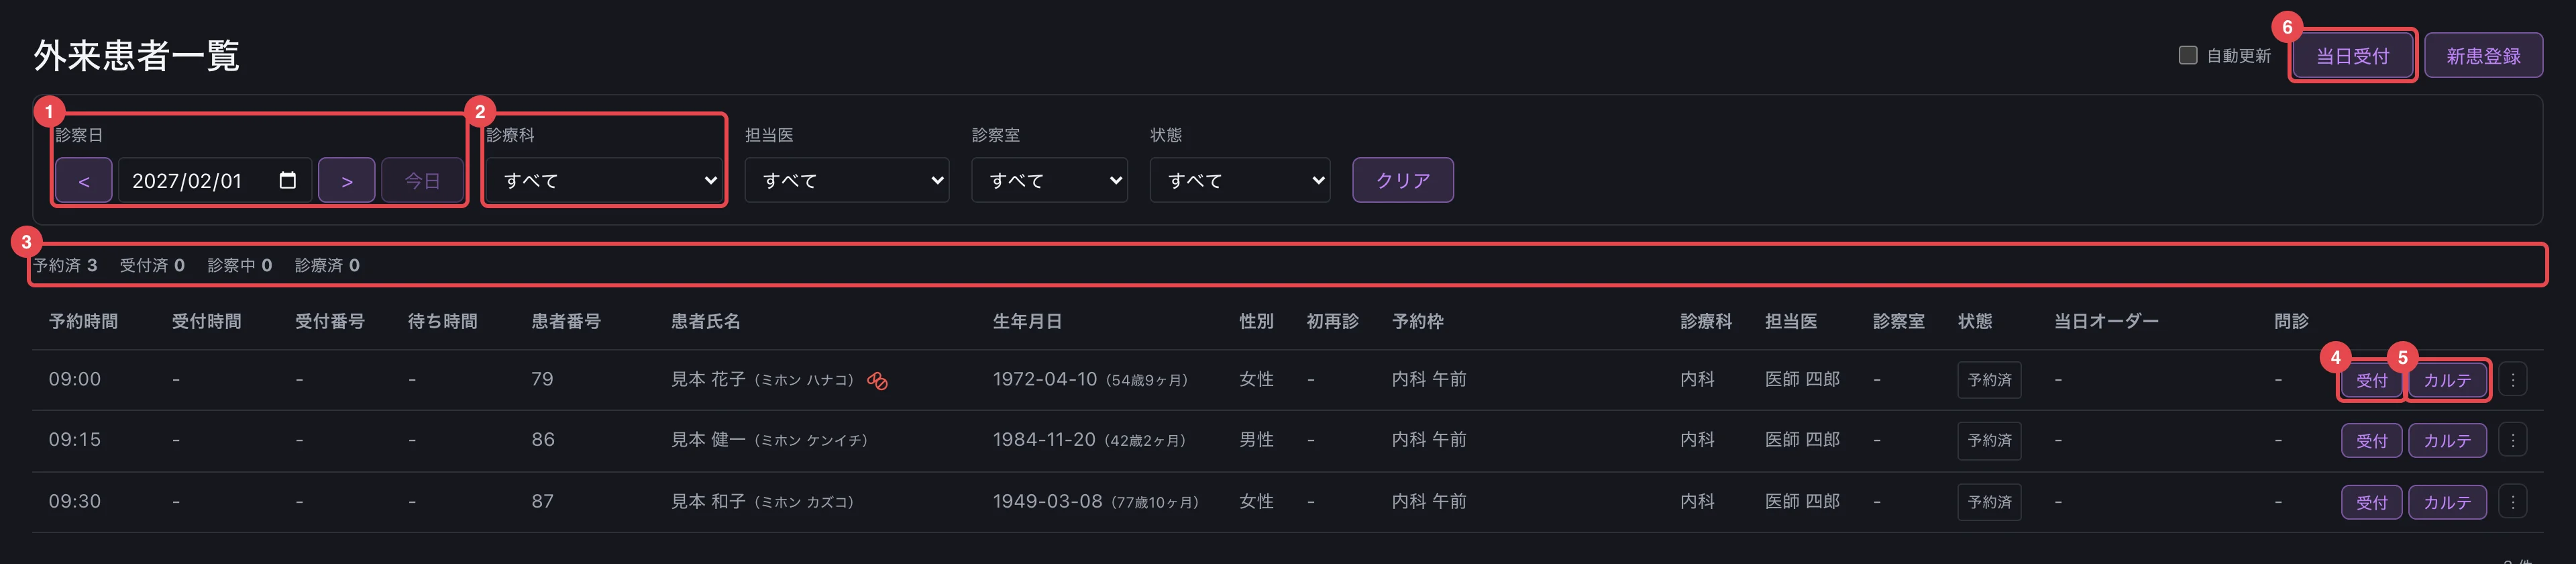 外来患者一覧
6
自動更新 当日受付 新患登録
1 2
診察日 診療科 担当医 診察室 状態
< 2027/02/01 > 今日 すべて すべて すべて すべて クリア
3
予約済 3 受付済 0 診察中 0 診療済 0
予約時間 受付時間 受付番号 待ち時間 患者番号 患者氏名 生年月日 性別 初再診 予約枠 診療科 担当医 診察室 状態 当日オーダー 問診
4 5
09:00 - - - 79 見本 花子（ミホン ハナコ） 1972-04-10（54歳9ヶ月） 女性 - 内科 午前 内科 医師 四郎 - 予約済 - - 受付 カルテ ⋮
09:15 - - - 86 見本 健一（ミホン ケンイチ） 1984-11-20（42歳2ヶ月） 男性 - 内科 午前 内科 医師 四郎 - 予約済 - - 受付 カルテ ⋮
09:30 - - - 87 見本 和子（ミホン カズコ） 1949-03-08（77歳10ヶ月） 女性 - 内科 午前 内科 医師 四郎 - 予約済 - - 受付 カルテ ⋮